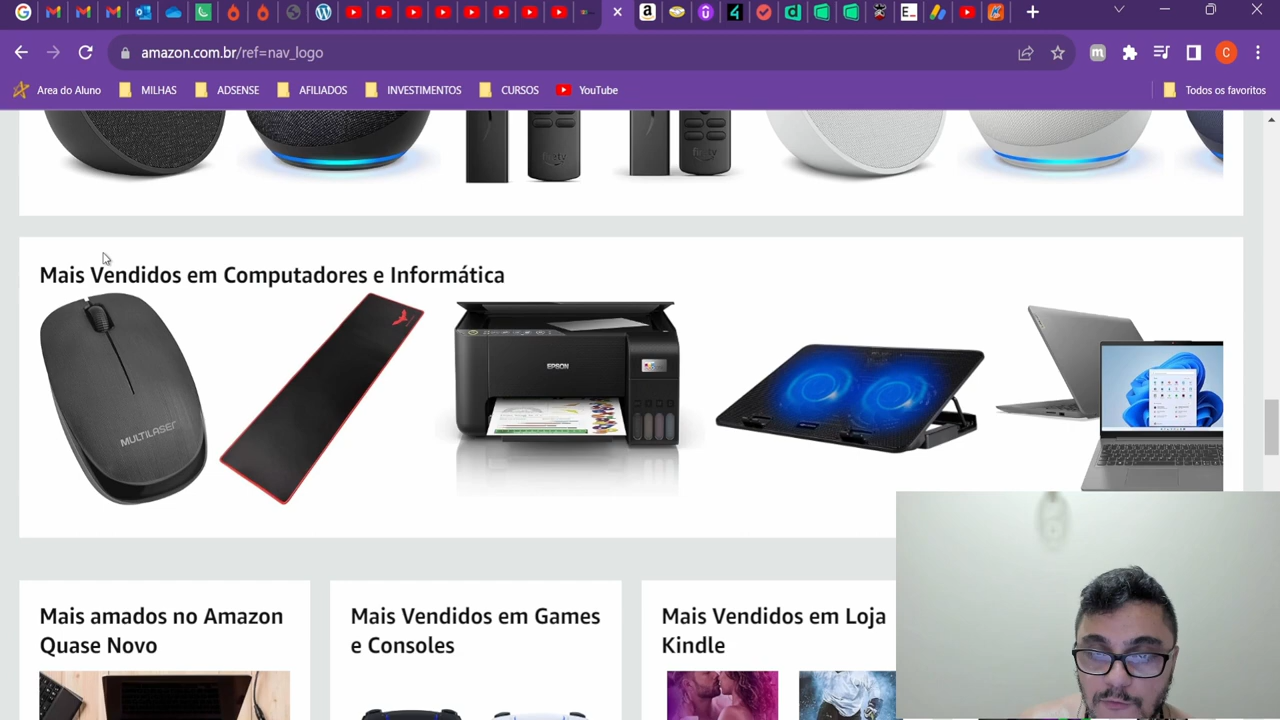 amazon.com.br/ref=nav_logo
Area do Aluno
MILHAS
ADSENSE
AFILIADOS
INVESTIMENTOS
CURSOS
YouTube
Todos os favoritos
Mais Vendidos em Computadores e Informática
MULTILASER
EPSON
Mais amados no Amazon
Quase Novo
Mais Vendidos em Games
e Consoles
Mais Vendidos em Loja
Kindle